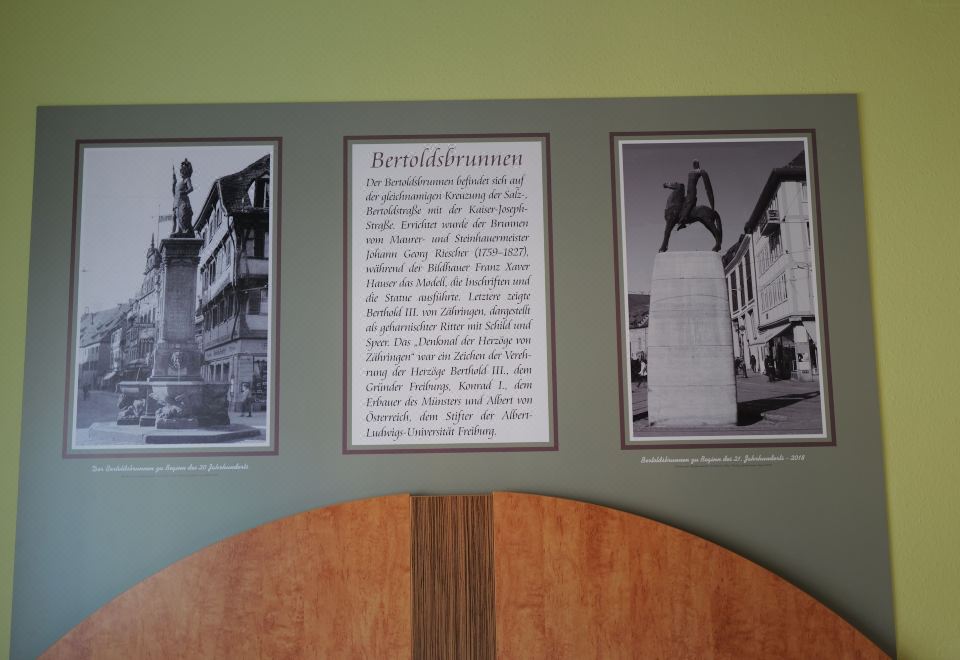 Bertoldsbrunnen
Der Bertoldsbrunnen befindet sich auf
der gleichnamigen Kreuzung der Salz-,
Bertoldstraße mit der Kaiser-Joseph-
Straße. Errichtet wurde der Brunnen
vom Maurer- und Steinhauermeister
Johann Georg Riescher (1759–1827),
während der Bildhauer Franz Xaver
Hauser das Modell, die Inschriften und
die Statue ausführte. Letztere zeigte
Berthold III. von Zähringen, dargestellt
als geharnischter Ritter mit Schild und
Speer. Das „Denkmal der Herzöge von
Zähringen“ war ein Zeichen der Vereh-
rung der Herzöge Berthold III., dem
Gründer Freiburgs, Konrad I., dem
Erbauer des Münsters und Albert von
Österreich, dem Stifter der Albert-
Ludwigs-Universität Freiburg.
Der Bertoldsbrunnen zu Beginn des 20 Jahrhunderts
Bertoldsbrunnen zu Beginn des 21. Jahrhunderts - 2018